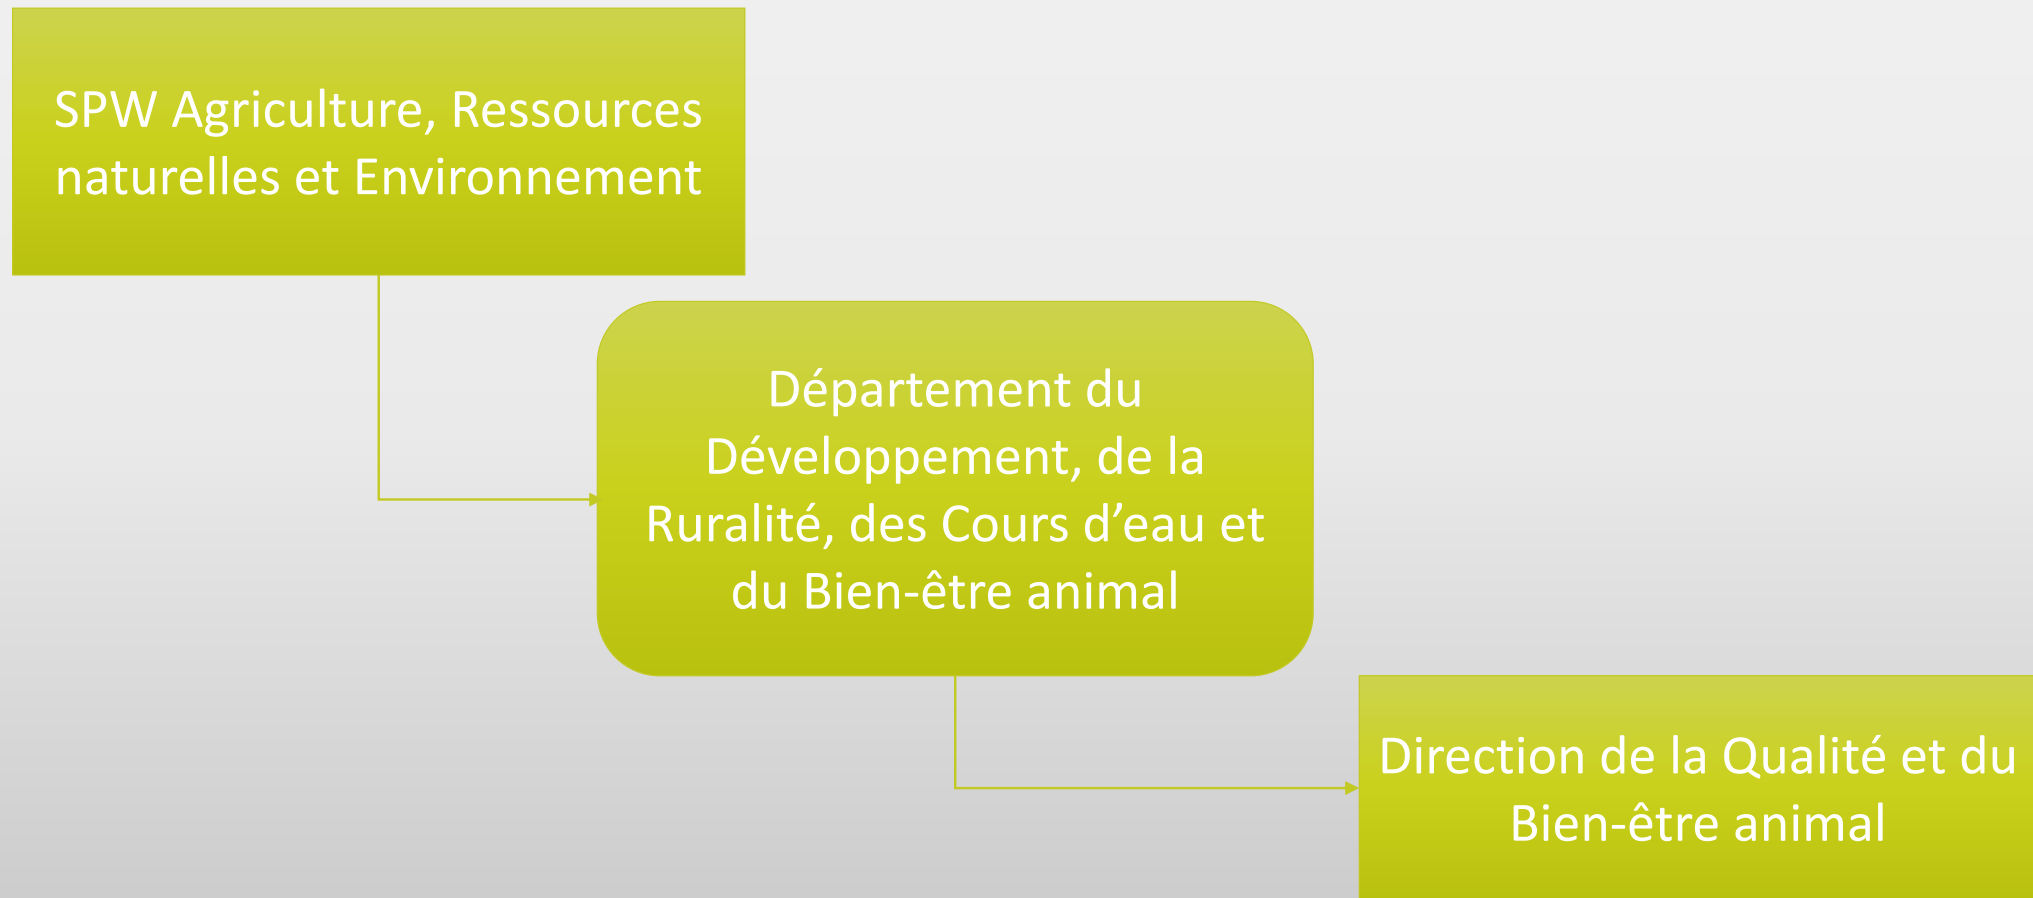 SPW Agriculture, Ressources
naturelles et Environnement
Département du
Développement, de la
Ruralité, des Cours d’eau et
du Bien-être animal
Direction de la Qualité et du
Bien-être animal